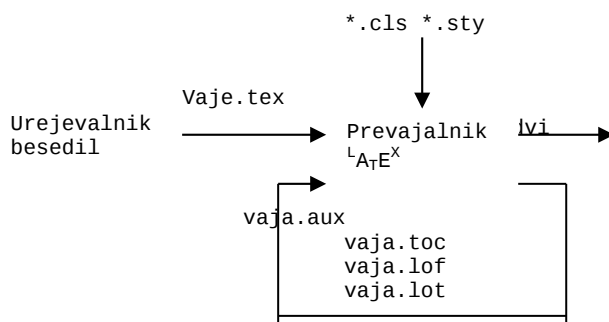 *.cls *.sty
Vaje.tex
Urejevalnik
besedil
Prevajalnik
LATEX
dvi
vaja.aux
vaja.toc
vaja.lof
vaja.lot